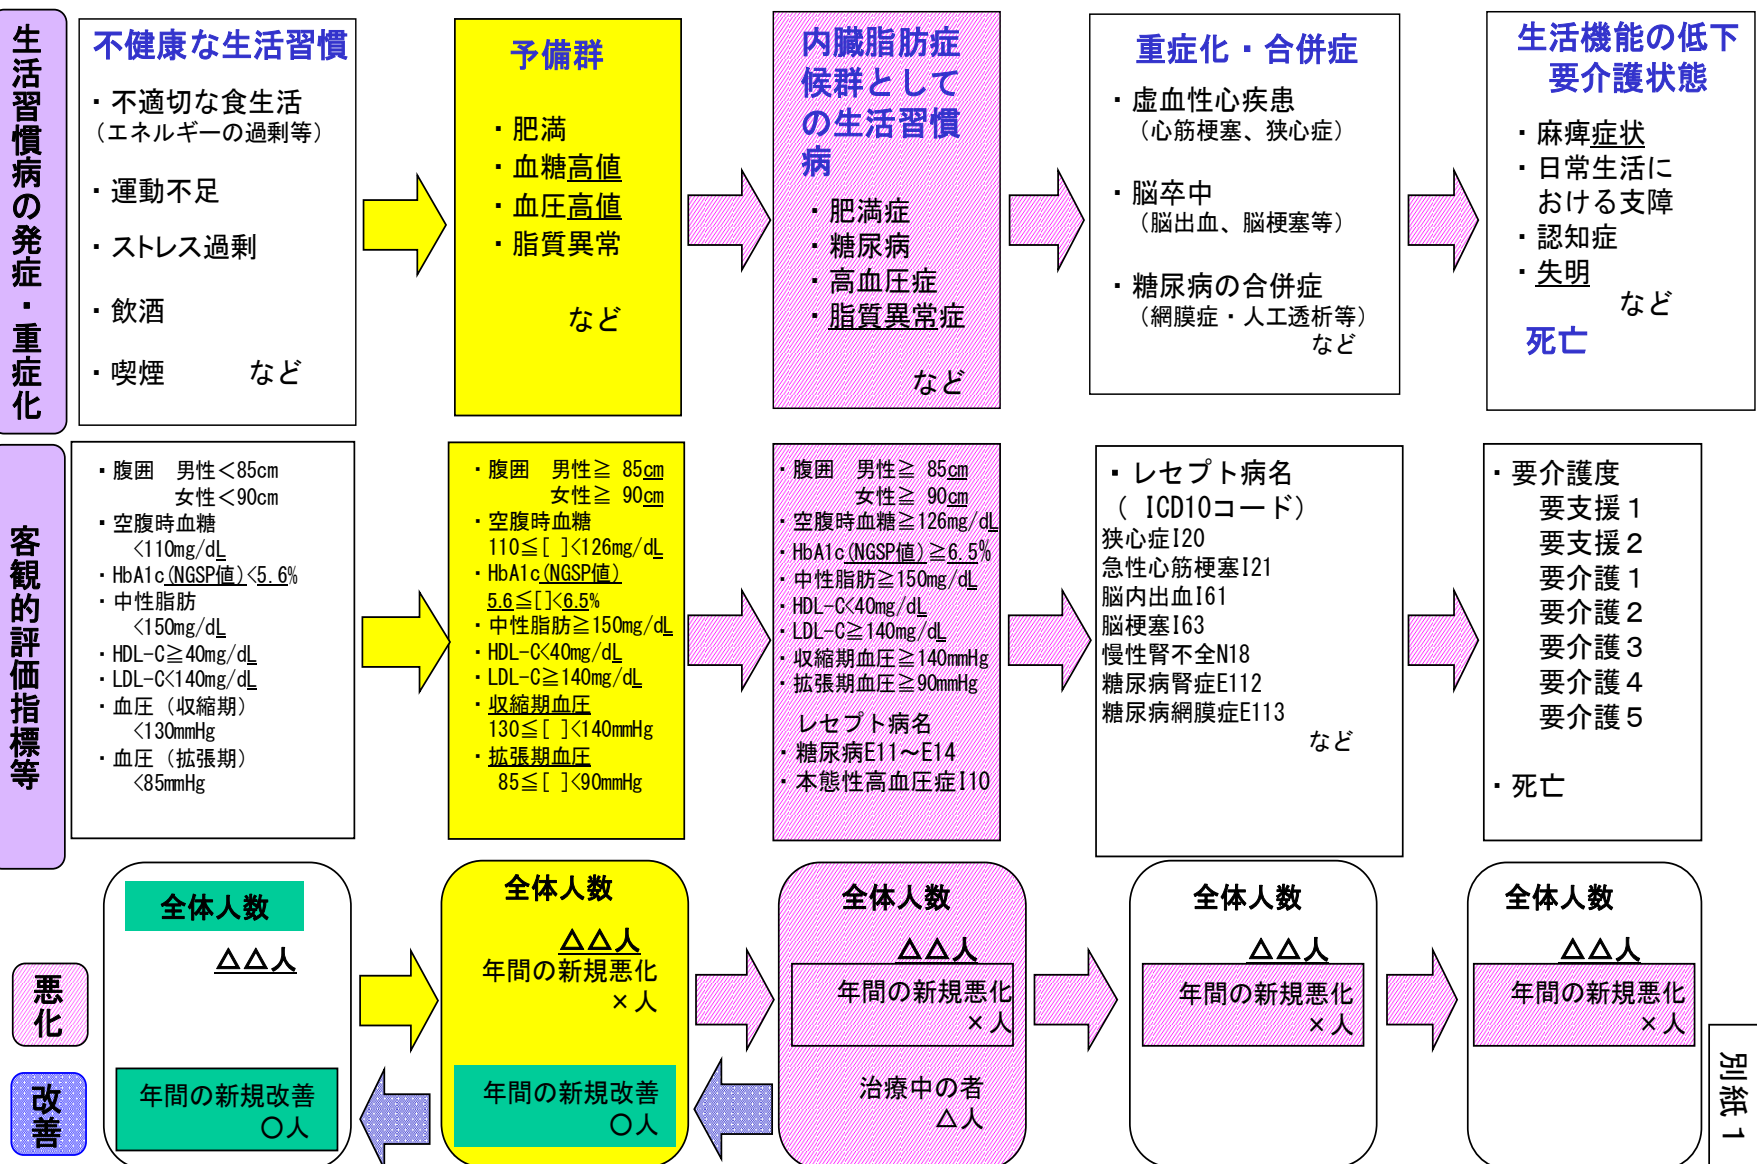 生活習慣病の発症・重症化
不健康な生活習慣
・不適切な食生活
（エネルギーの過剰等）
・運動不足
・ストレス過剰
・飲酒
・喫煙　　など
予備群
・肥満
・血糖高値
・血圧高値
・脂質異常
など
内臓脂肪症
候群として
の生活習慣
病
・肥満症
・糖尿病
・高血圧症
・脂質異常症
など
重症化・合併症
・虚血性心疾患
（心筋梗塞、狭心症）
・脳卒中
（脳出血、脳梗塞等）
・糖尿病の合併症
（網膜症・人工透析等）
など
生活機能の低下
要介護状態
・麻痺症状
・日常生活に
おける支障
・認知症
・失明
など
死亡
客観的評価指標等
・腹囲　男性＜85cm
女性＜90cm
・空腹時血糖
<110mg/dL
・HbA1c(NGSP値)<5.6%
・中性脂肪
<150mg/dL
・HDL-C≧40mg/dL
・LDL-C<140mg/dL
・血圧（収縮期）
<130mmHg
・血圧（拡張期）
<85mmHg
・腹囲　男性≧ 85cm
女性≧ 90cm
・空腹時血糖
110≦[ ]<126mg/dL
・HbA1c(NGSP値)
5.6≦[]<6.5%
・中性脂肪≧150mg/dL
・HDL-C<40mg/dL
・LDL-C≧140mg/dL
・収縮期血圧
130≦[ ]<140mmHg
・拡張期血圧
85≦[ ]<90mmHg
・腹囲　男性≧ 85cm
女性≧ 90cm
・空腹時血糖≧126mg/dL
・HbA1c(NGSP値)≧6.5%
・中性脂肪≧150mg/dL
・HDL-C<40mg/dL
・LDL-C≧140mg/dL
・収縮期血圧≧140mmHg
・拡張期血圧≧90mmHg
レセプト病名
・糖尿病E11～E14
・本態性高血圧症I10
・レセプト病名
（ ICD10コード）
狭心症I20
急性心筋梗塞I21
脳内出血I61
脳梗塞I63
慢性腎不全N18
糖尿病腎症E112
糖尿病網膜症E113
など
・要介護度
要支援１
要支援２
要介護１
要介護２
要介護３
要介護４
要介護５
・死亡
悪化
改善
全体人数
△△人
年間の新規改善
○人
全体人数
△△人
年間の新規悪化
×人
年間の新規改善
○人
全体人数
△△人
年間の新規悪化
×人
治療中の者
△人
全体人数
△△人
年間の新規悪化
×人
全体人数
△△人
年間の新規悪化
×人
別紙１